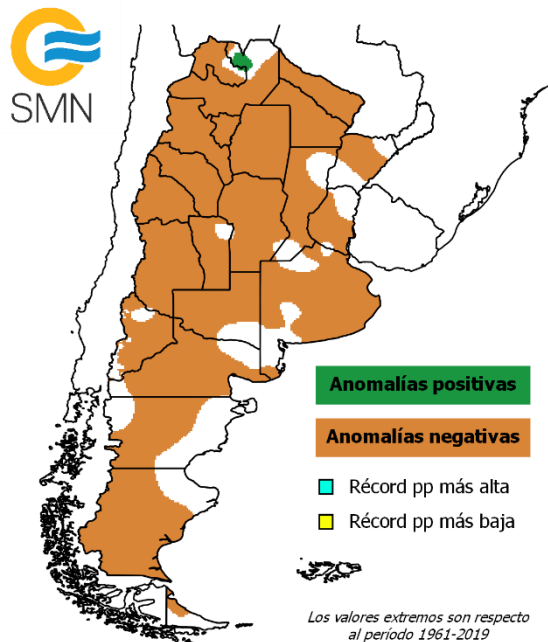 SMN
Anomalías positivas
Anomalías negativas
Récord pp más alta
Récord pp más baja
Los valores extremos son respecto
al período 1961-2019